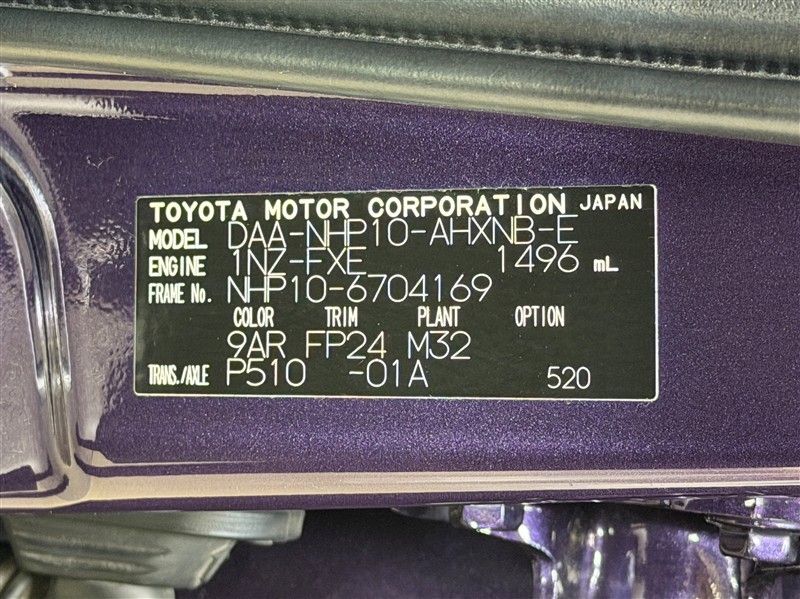 TOYOTA MOTOR CORPORATION JAPAN
MODEL DAA-NHP10-AHXNB-E
ENGINE 1NZ-FXE 1496 mL
FRAME No. NHP10-6704169
COLOR TRIM PLANT OPTION
9AR FP24 M32
TRANS./AXLE P510 -01A 520